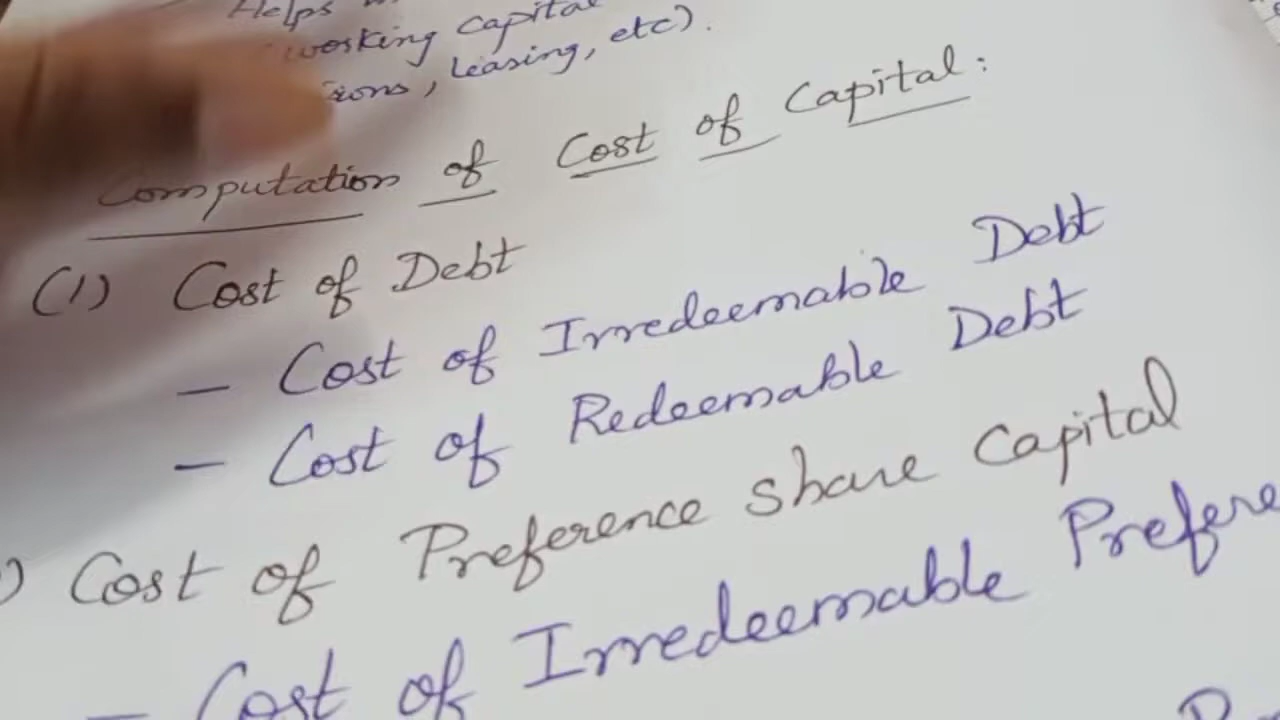 Helps
working capital
, leasing, etc).
Computation of Cost of Capital:
(1) Cost of Debt
— Cost of Irredeemable Debt
— Cost of Redeemable Debt
) Cost of Preference share Capital
— Cost of Irredeemable Prefere